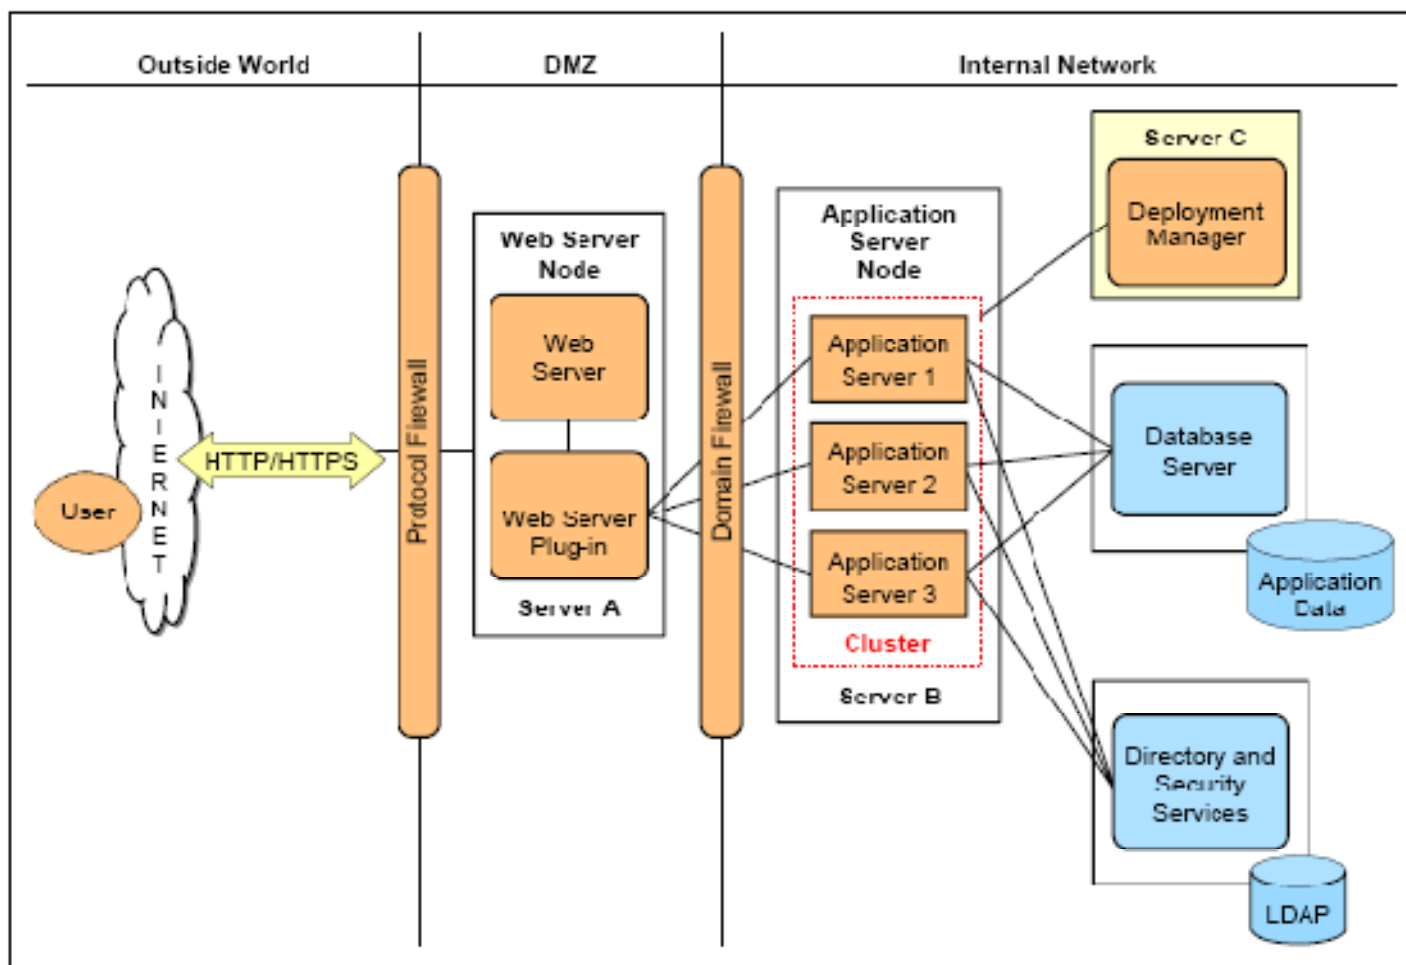 Outside World
DMZ
Internal Network
User
INIERNET
HTTP/HTTPS
Protocol Firewall
Web Server
Node
Web
Server
Web Server
Plug-in
Server A
Domain Firewall
Application
Server
Node
Application
Server 1
Application
Server 2
Application
Server 3
Cluster
Server B
Server C
Deployment
Manager
Database
Server
Application
Data
Directory and
Security
Services
LDAP